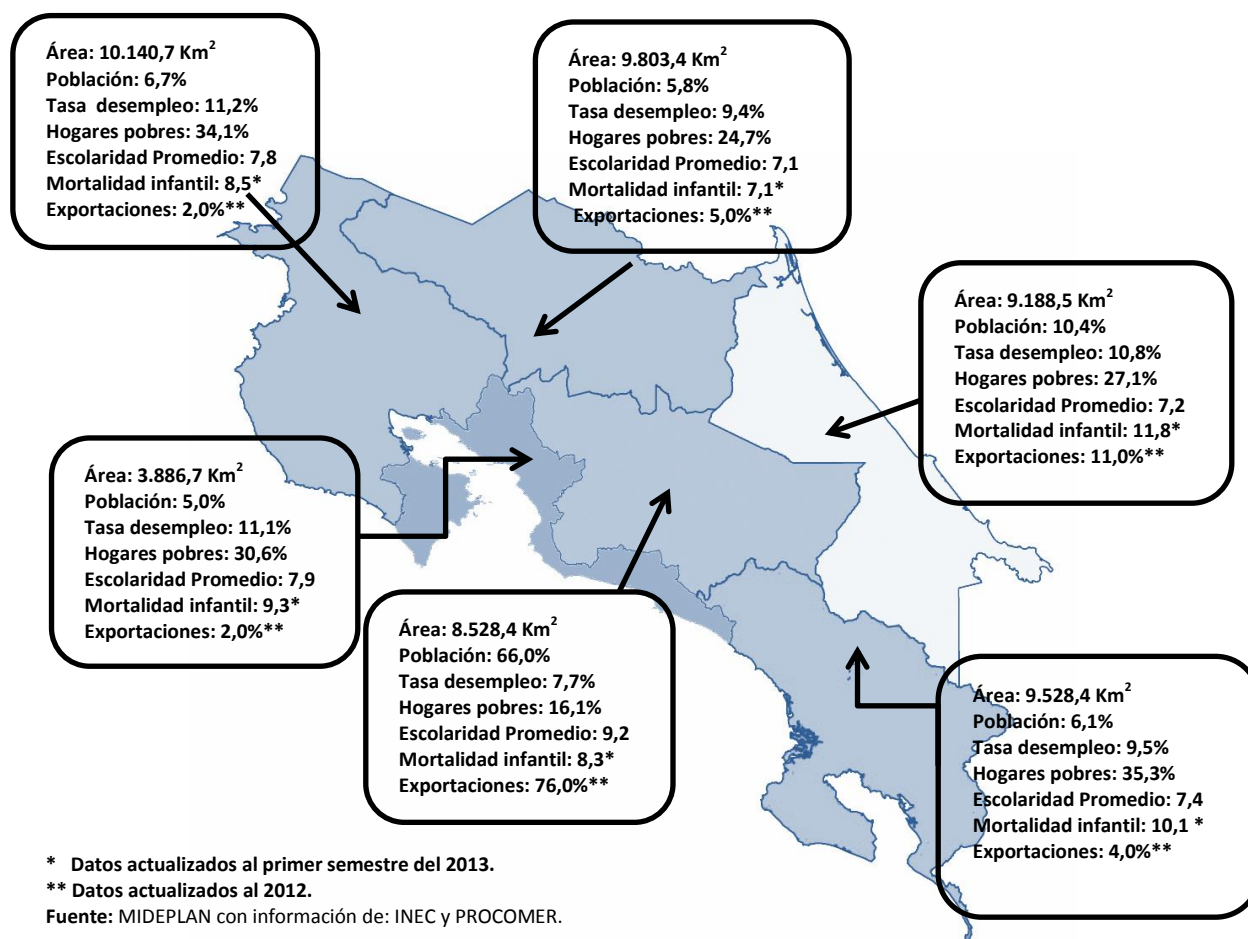 Área: 10.140,7 Km²
Población: 6,7%
Tasa desempleo: 11,2%
Hogares pobres: 34,1%
Escolaridad Promedio: 7,8
Mortalidad infantil: 8,5*
Exportaciones: 2,0%**
Área: 9.803,4 Km²
Población: 5,8%
Tasa desempleo: 9,4%
Hogares pobres: 24,7%
Escolaridad Promedio: 7,1
Mortalidad infantil: 7,1*
Exportaciones: 5,0%**
Área: 9.188,5 Km²
Población: 10,4%
Tasa desempleo: 10,8%
Hogares pobres: 27,1%
Escolaridad Promedio: 7,2
Mortalidad infantil: 11,8*
Exportaciones: 11,0%**
Área: 3.886,7 Km²
Población: 5,0%
Tasa desempleo: 11,1%
Hogares pobres: 30,6%
Escolaridad Promedio: 7,9
Mortalidad infantil: 9,3*
Exportaciones: 2,0%**
Área: 8.528,4 Km²
Población: 66,0%
Tasa desempleo: 7,7%
Hogares pobres: 16,1%
Escolaridad Promedio: 9,2
Mortalidad infantil: 8,3*
Exportaciones: 76,0%**
Área: 9.528,4 Km²
Población: 6,1%
Tasa desempleo: 9,5%
Hogares pobres: 35,3%
Escolaridad Promedio: 7,4
Mortalidad infantil: 10,1 *
Exportaciones: 4,0%**
* Datos actualizados al primer semestre del 2013.
** Datos actualizados al 2012.
Fuente: MIDEPLAN con información de: INEC y PROCOMER.